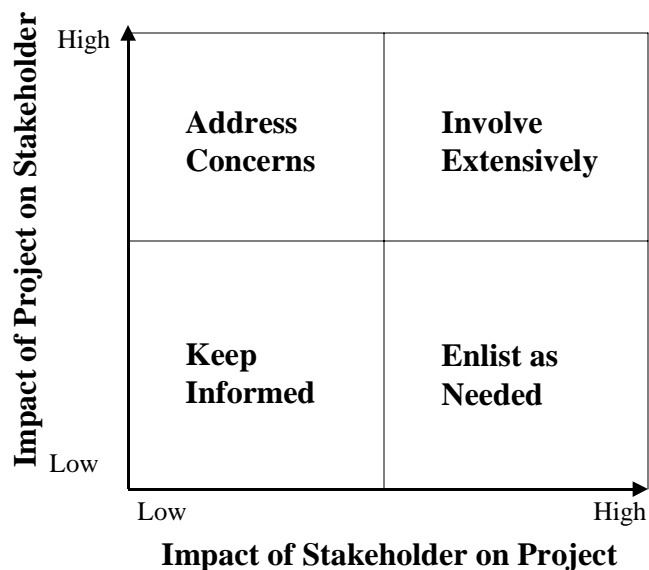 Impact of Project on Stakeholder
High
Address
Concerns
Involve
Extensively
Keep
Informed
Enlist as
Needed
Low
Low
High
Impact of Stakeholder on Project